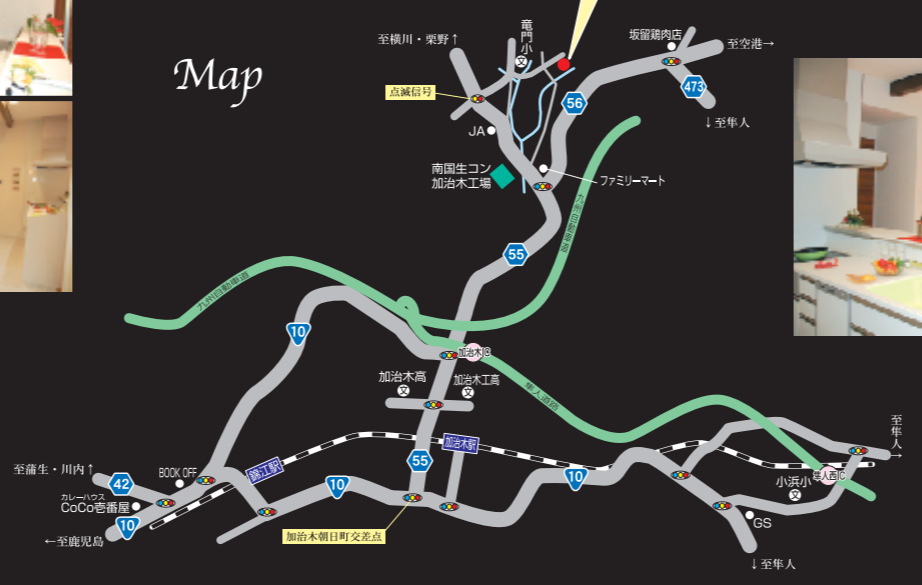 Map
至横川・栗野↑
竜門小
文
坂留鶏肉店
至空港→
点滅信号
56
473
↓至隼人
JA
南国生コン
加治木工場
ファミリーマート
九州自動車道
55
九州自動車道
10
加治木IC
加治木高
文
加治木工高
文
隼人道路
加治木駅
至隼人→
至蒲生・川内↑
42
BOOK OFF
錦江駅
55
10
10
隼人西IC
カレーハウス
CoCo壱番屋
小浜小
文
10
←至鹿児島
加治木朝日町交差点
GS
↓至隼人